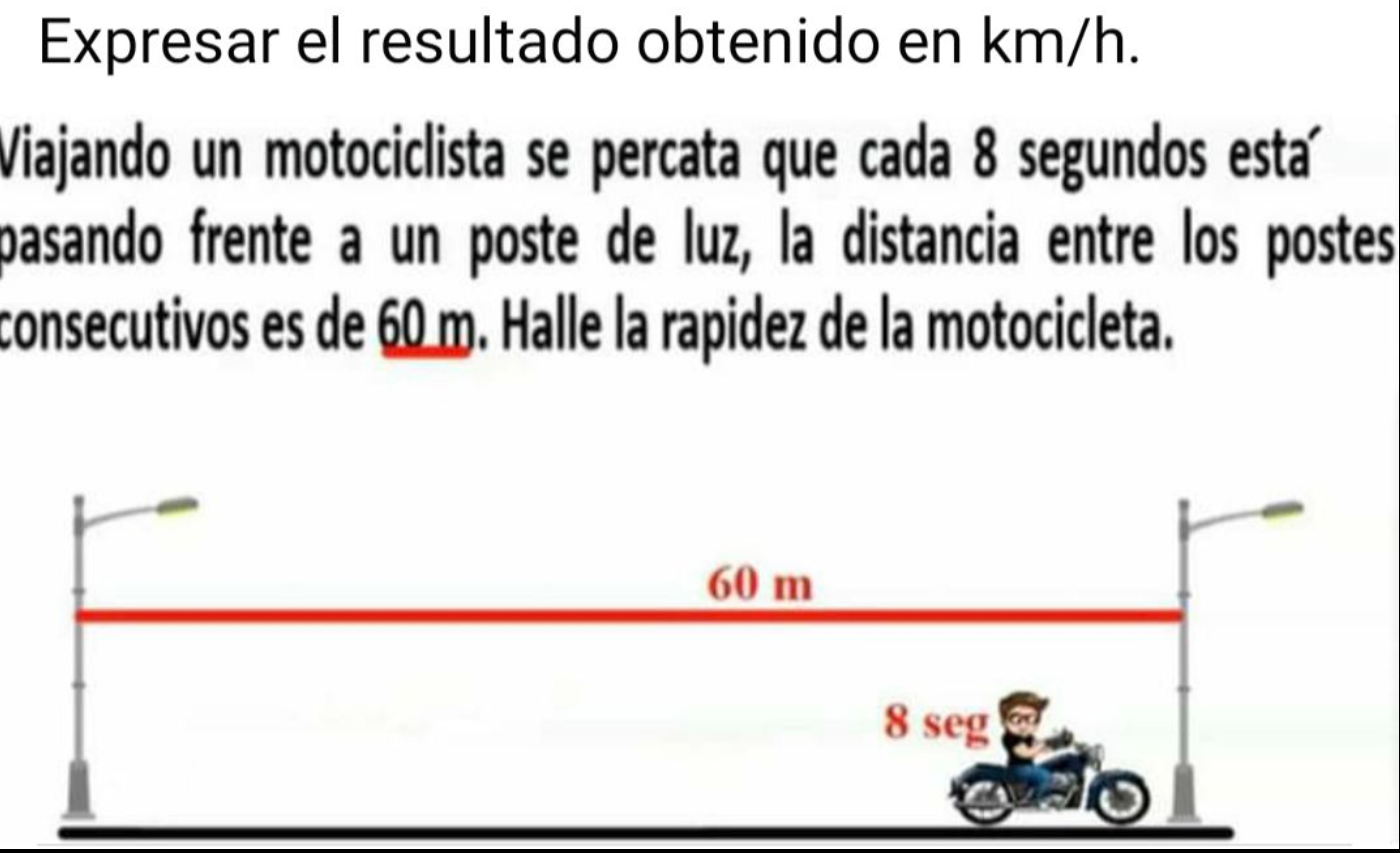 Expresar el resultado obtenido en km/h.
Viajando un motociclista se percata que cada 8 segundos esta´
pasando frente a un poste de luz, la distancia entre los postes
consecutivos es de 60 m. Halle la rapidez de la motocicleta.
60 m
8 seg